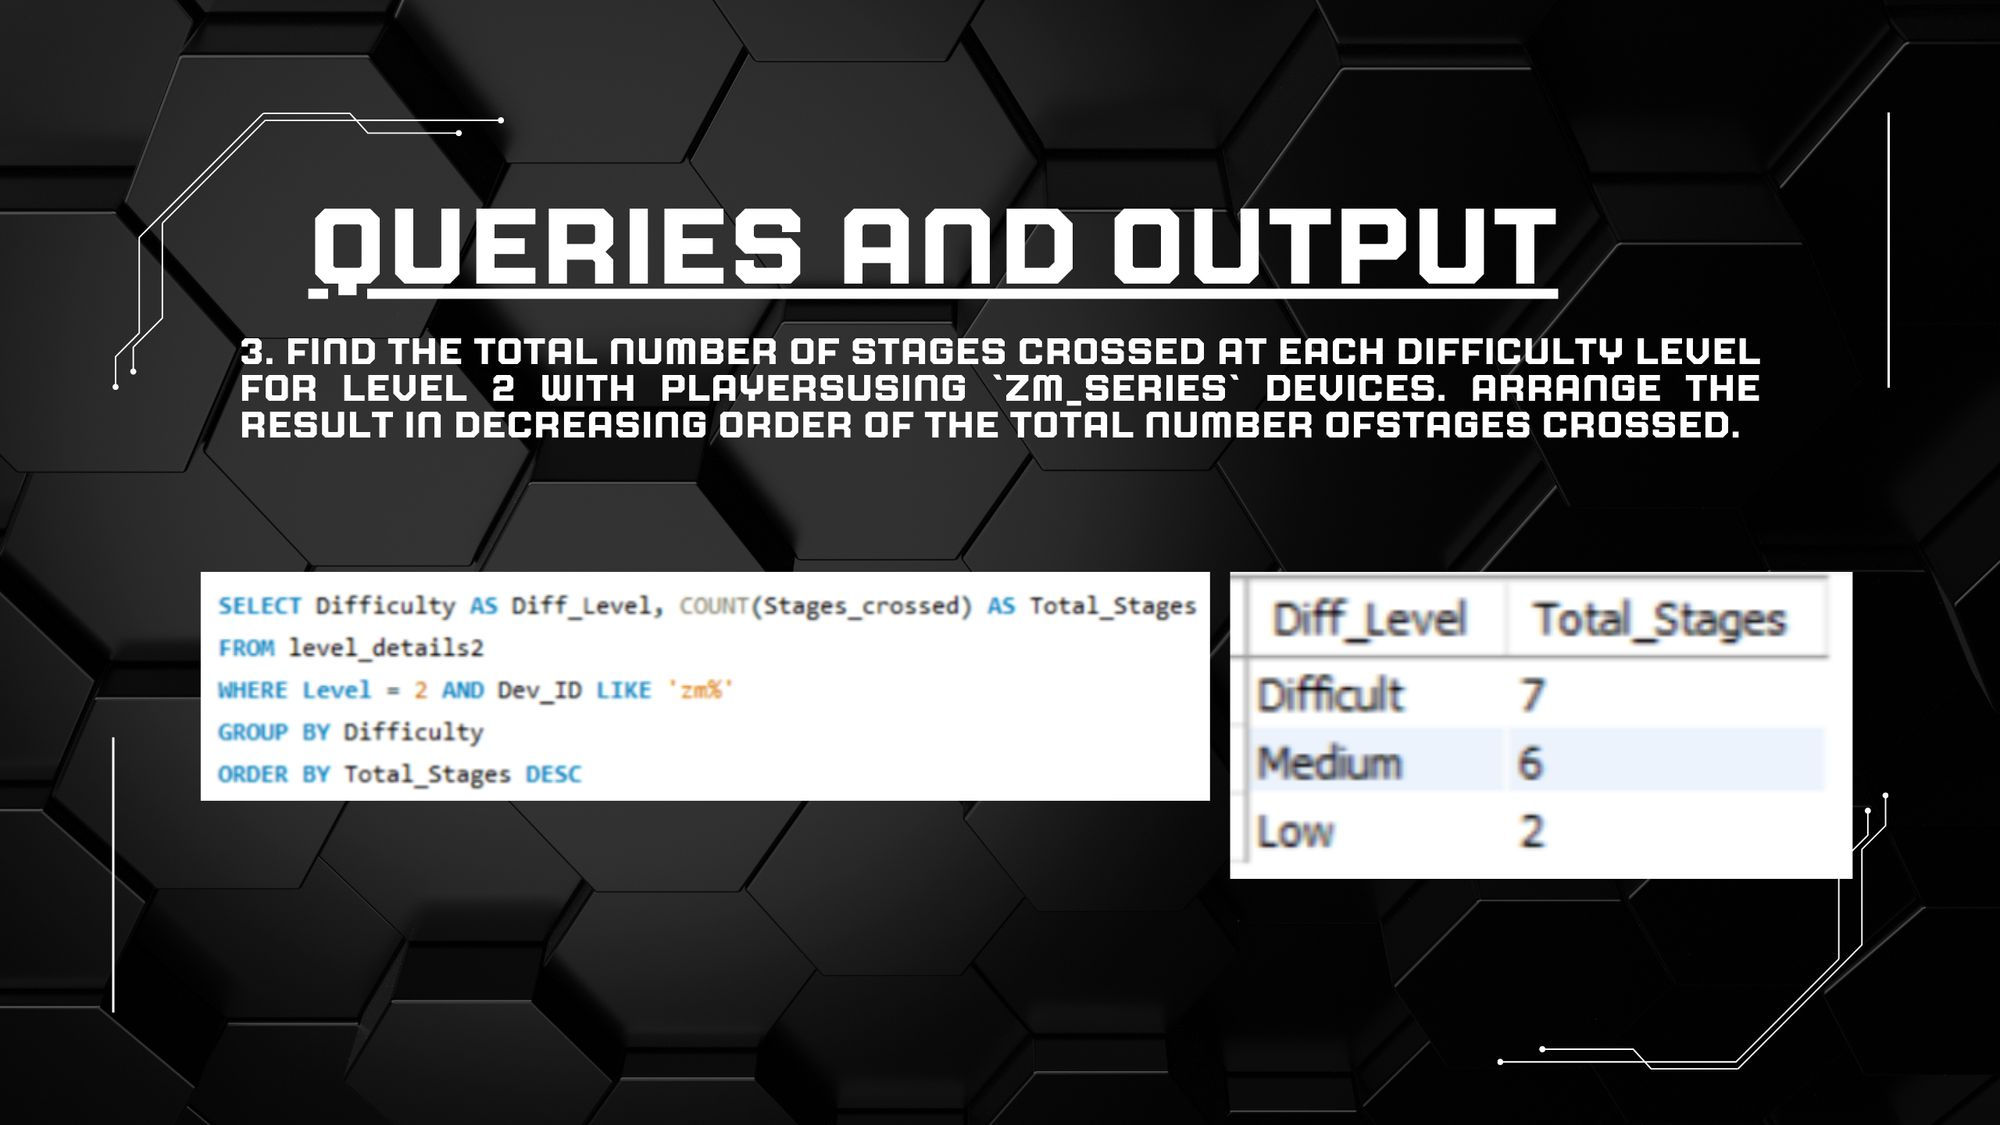 QUERIES AND OUTPUT
3. FIND THE TOTAL NUMBER OF STAGES CROSSED AT EACH DIFFICULTY LEVEL
FOR LEVEL 2 WITH PLAYERSUSING `ZM_SERIES` DEVICES. ARRANGE THE
RESULT IN DECREASING ORDER OF THE TOTAL NUMBER OFSTAGES CROSSED.
SELECT Difficulty AS Diff_Level, COUNT(Stages_crossed) AS Total_Stages
FROM level_details2
WHERE Level = 2 AND Dev_ID LIKE 'zm%'
GROUP BY Difficulty
ORDER BY Total_Stages DESC
Diff_Level Total_Stages
Difficult 7
Medium 6
Low 2